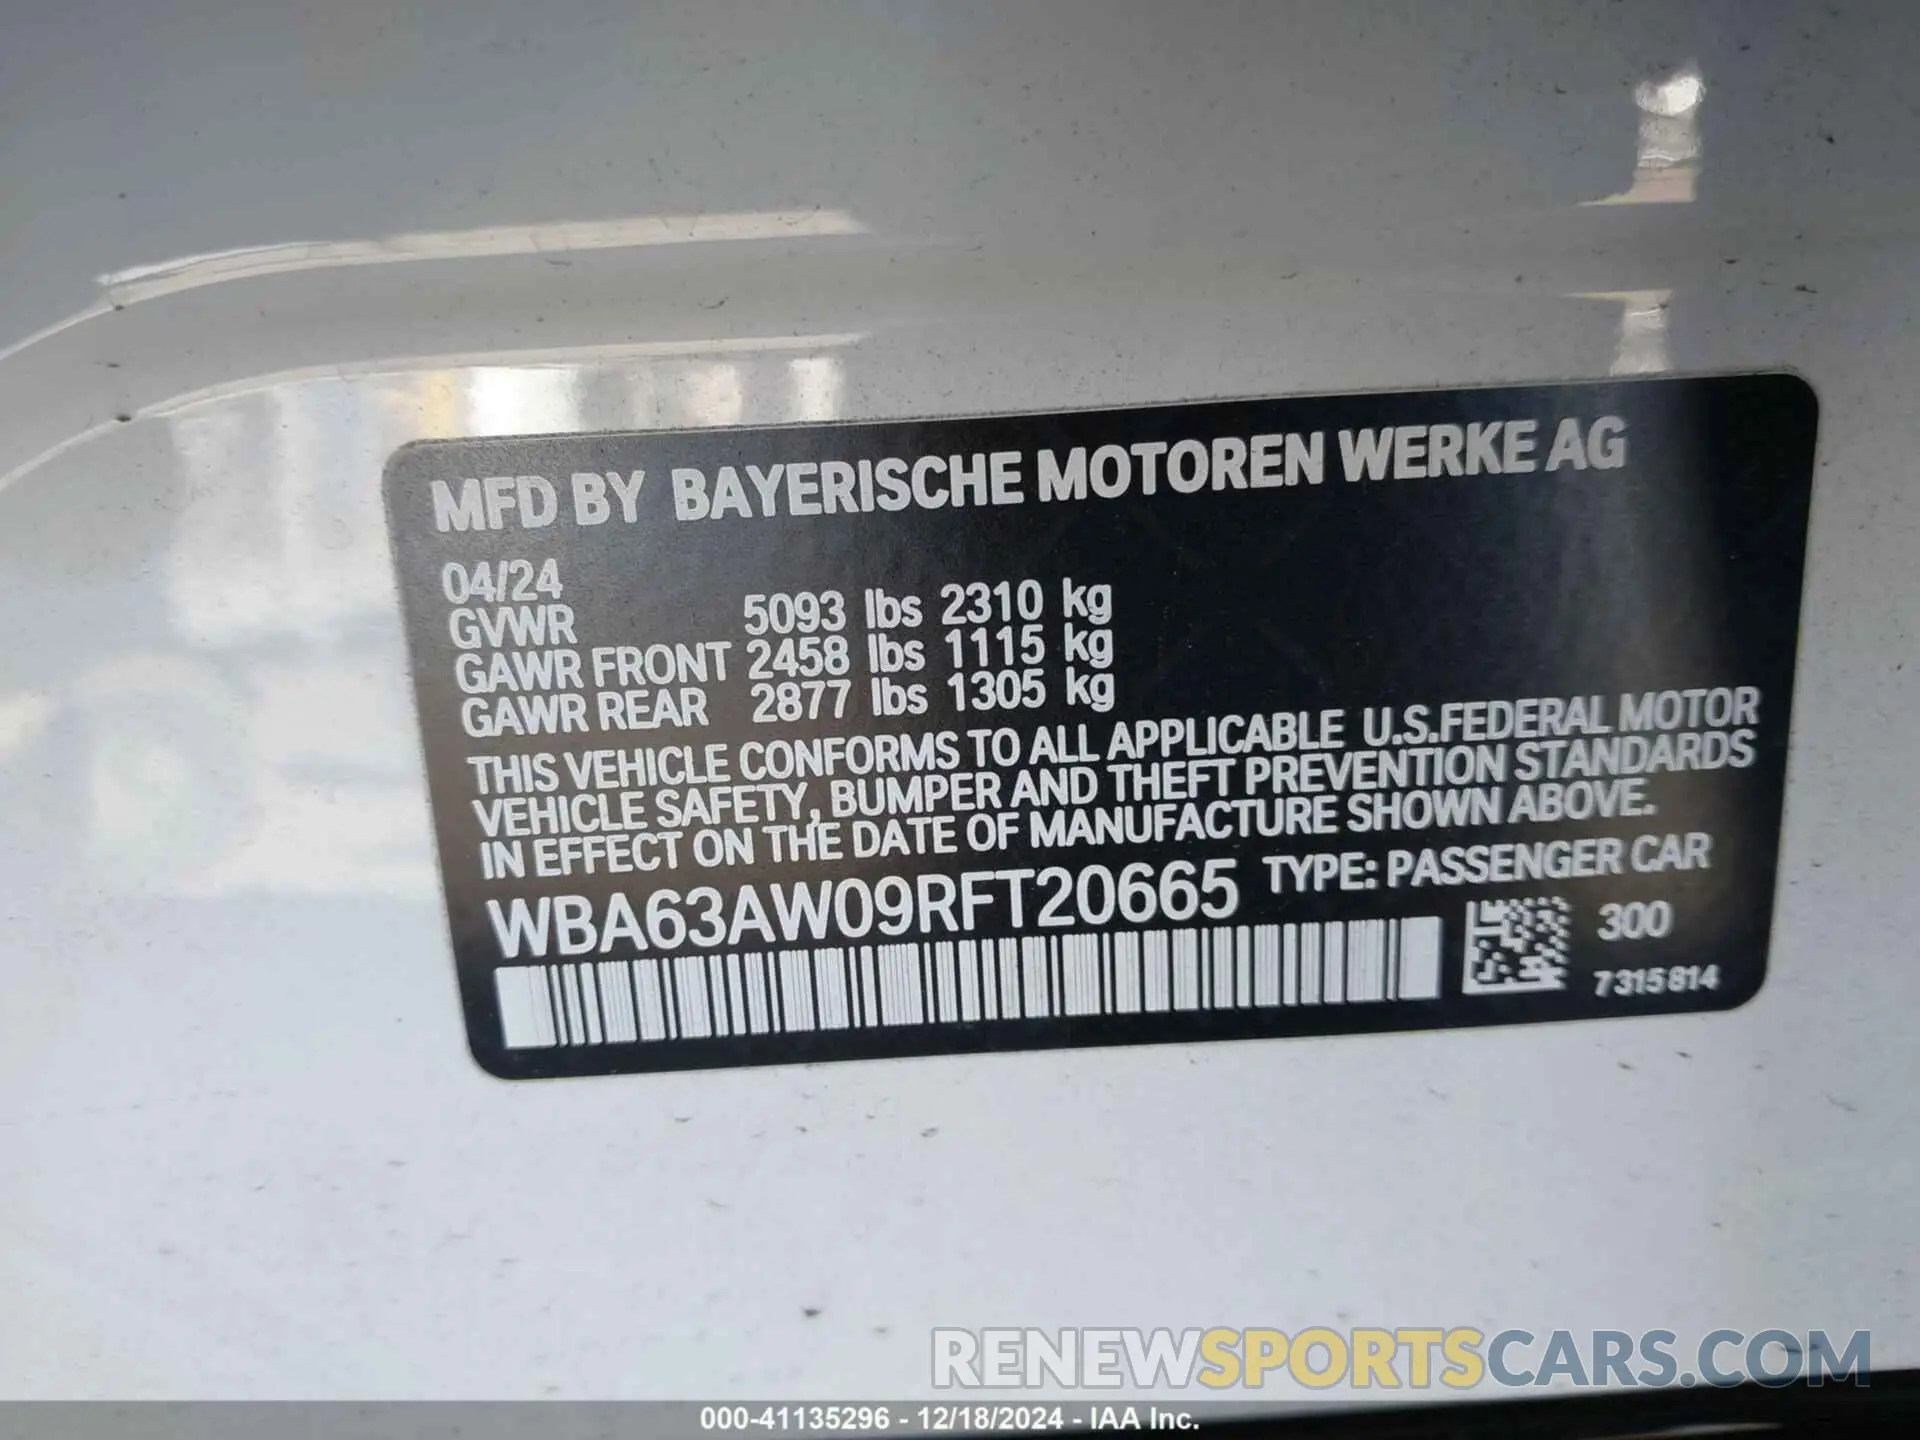 MFD BY BAYERISCHE MOTOREN WERKE AG
04/24
GVWR 5093 lbs 2310 kg
GAWR FRONT 2458 lbs 1115 kg
GAWR REAR 2877 lbs 1305 kg
THIS VEHICLE CONFORMS TO ALL APPLICABLE U.S.FEDERAL MOTOR
VEHICLE SAFETY, BUMPER AND THEFT PREVENTION STANDARDS
IN EFFECT ON THE DATE OF MANUFACTURE SHOWN ABOVE.
WBA63AW09RFT20665 TYPE: PASSENGER CAR
300
7315814
RENEWSPORTSCARS.COM
000-41135296 - 12/18/2024 - IAA Inc.